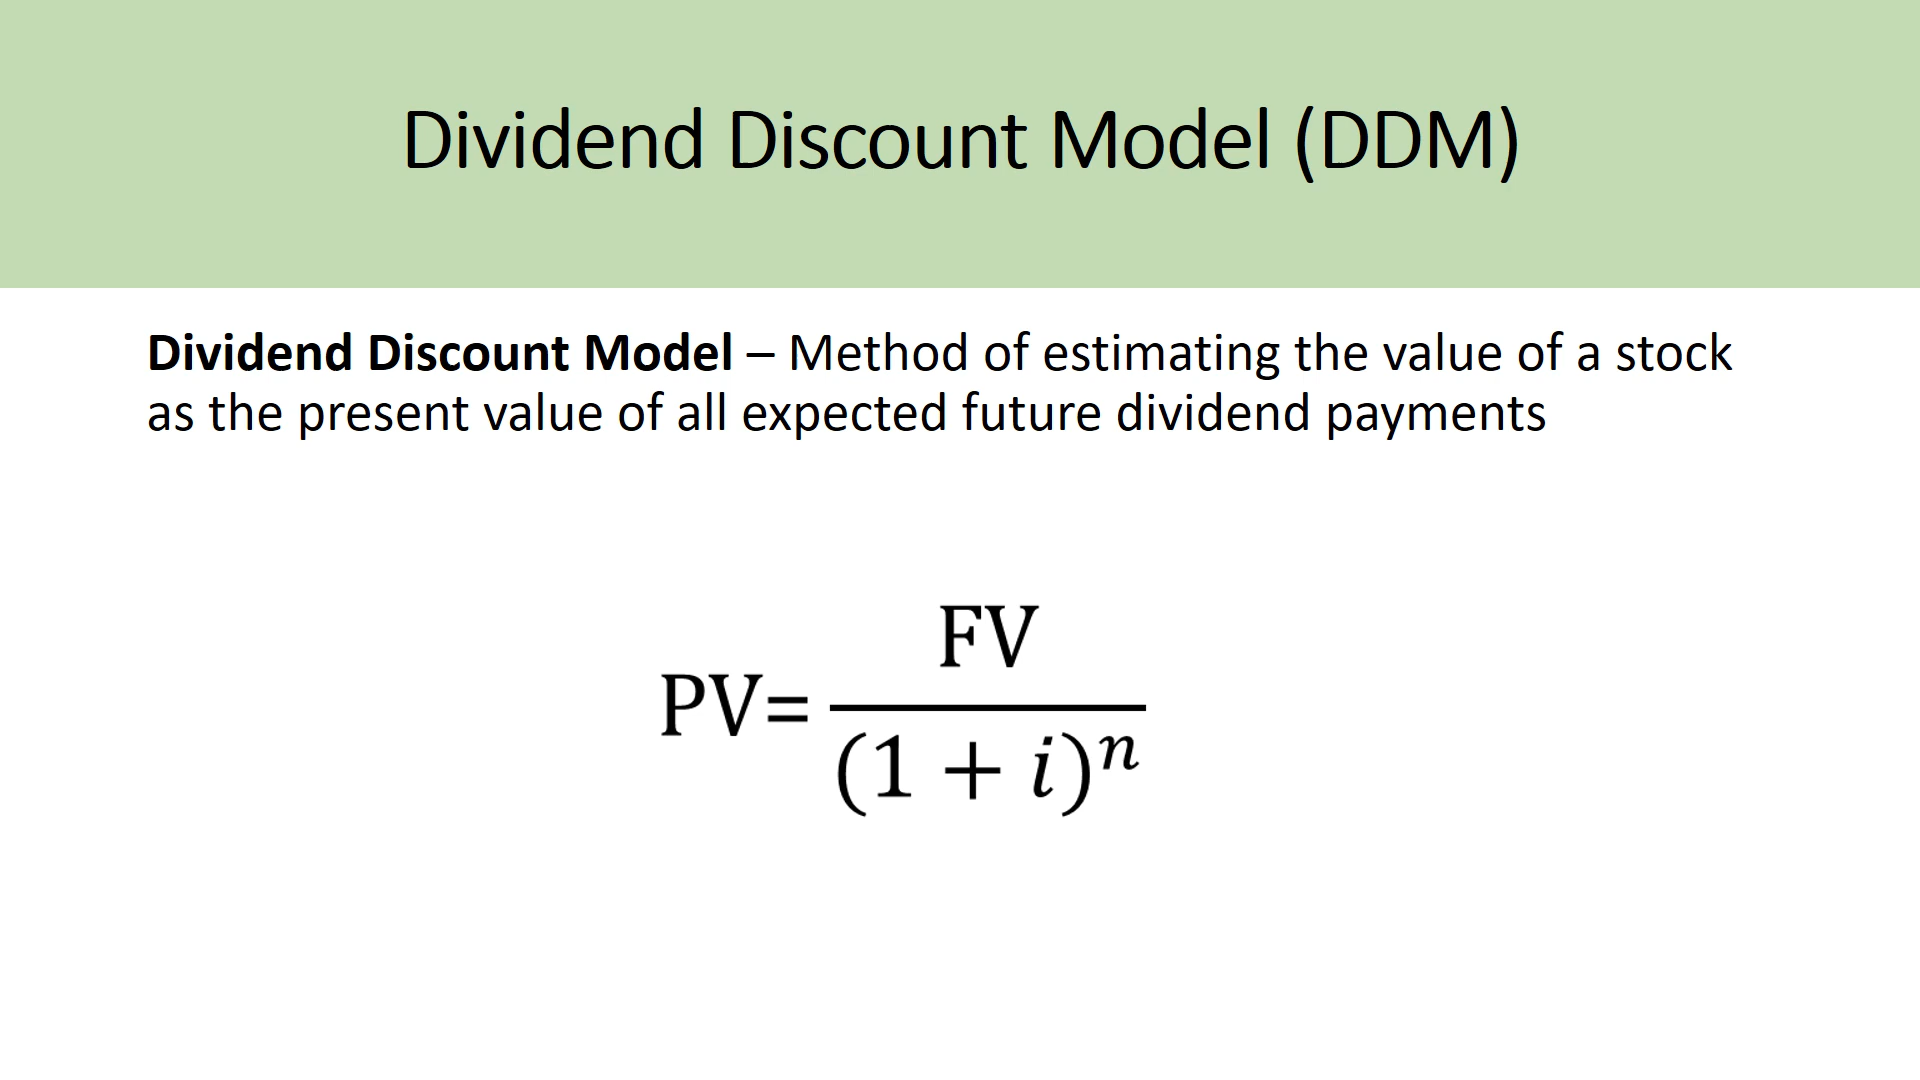 Dividend Discount Model (DDM)
Dividend Discount Model – Method of estimating the value of a stock
as the present value of all expected future dividend payments
FV
PV=
(1 + i)ⁿ